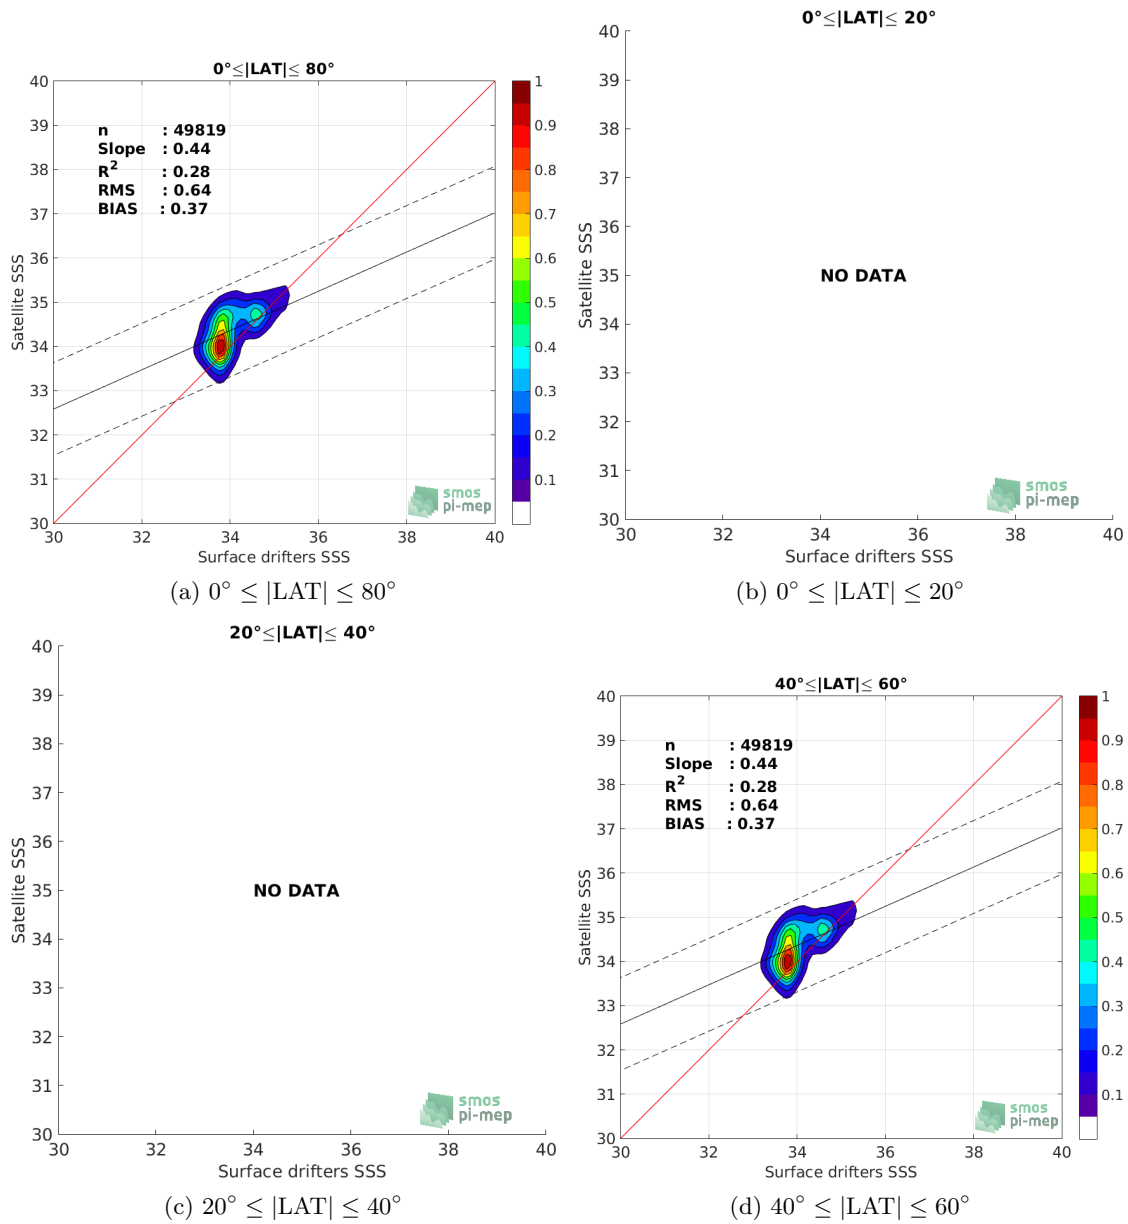 0°≤|LAT|≤ 80°
40
39
38
37
36
35
34
33
32
31
30
Satellite SSS
n : 49819
Slope : 0.44
R² : 0.28
RMS : 0.64
BIAS : 0.37
smos
pi-mep
30 32 34 36 38 40
Surface drifters SSS
1
0.9
0.8
0.7
0.6
0.5
0.4
0.3
0.2
0.1
(a) 0° ≤ |LAT| ≤ 80°
0°≤|LAT|≤ 20°
40
39
38
37
36
35
34
33
32
31
30
Satellite SSS
NO DATA
smos
pi-mep
30 32 34 36 38 40
Surface drifters SSS
(b) 0° ≤ |LAT| ≤ 20°
20°≤|LAT|≤ 40°
40
39
38
37
36
35
34
33
32
31
30
Satellite SSS
NO DATA
smos
pi-mep
30 32 34 36 38 40
Surface drifters SSS
(c) 20° ≤ |LAT| ≤ 40°
40°≤|LAT|≤ 60°
40
39
38
37
36
35
34
33
32
31
30
Satellite SSS
n : 49819
Slope : 0.44
R² : 0.28
RMS : 0.64
BIAS : 0.37
smos
pi-mep
30 32 34 36 38 40
Surface drifters SSS
1
0.9
0.8
0.7
0.6
0.5
0.4
0.3
0.2
0.1
(d) 40° ≤ |LAT| ≤ 60°